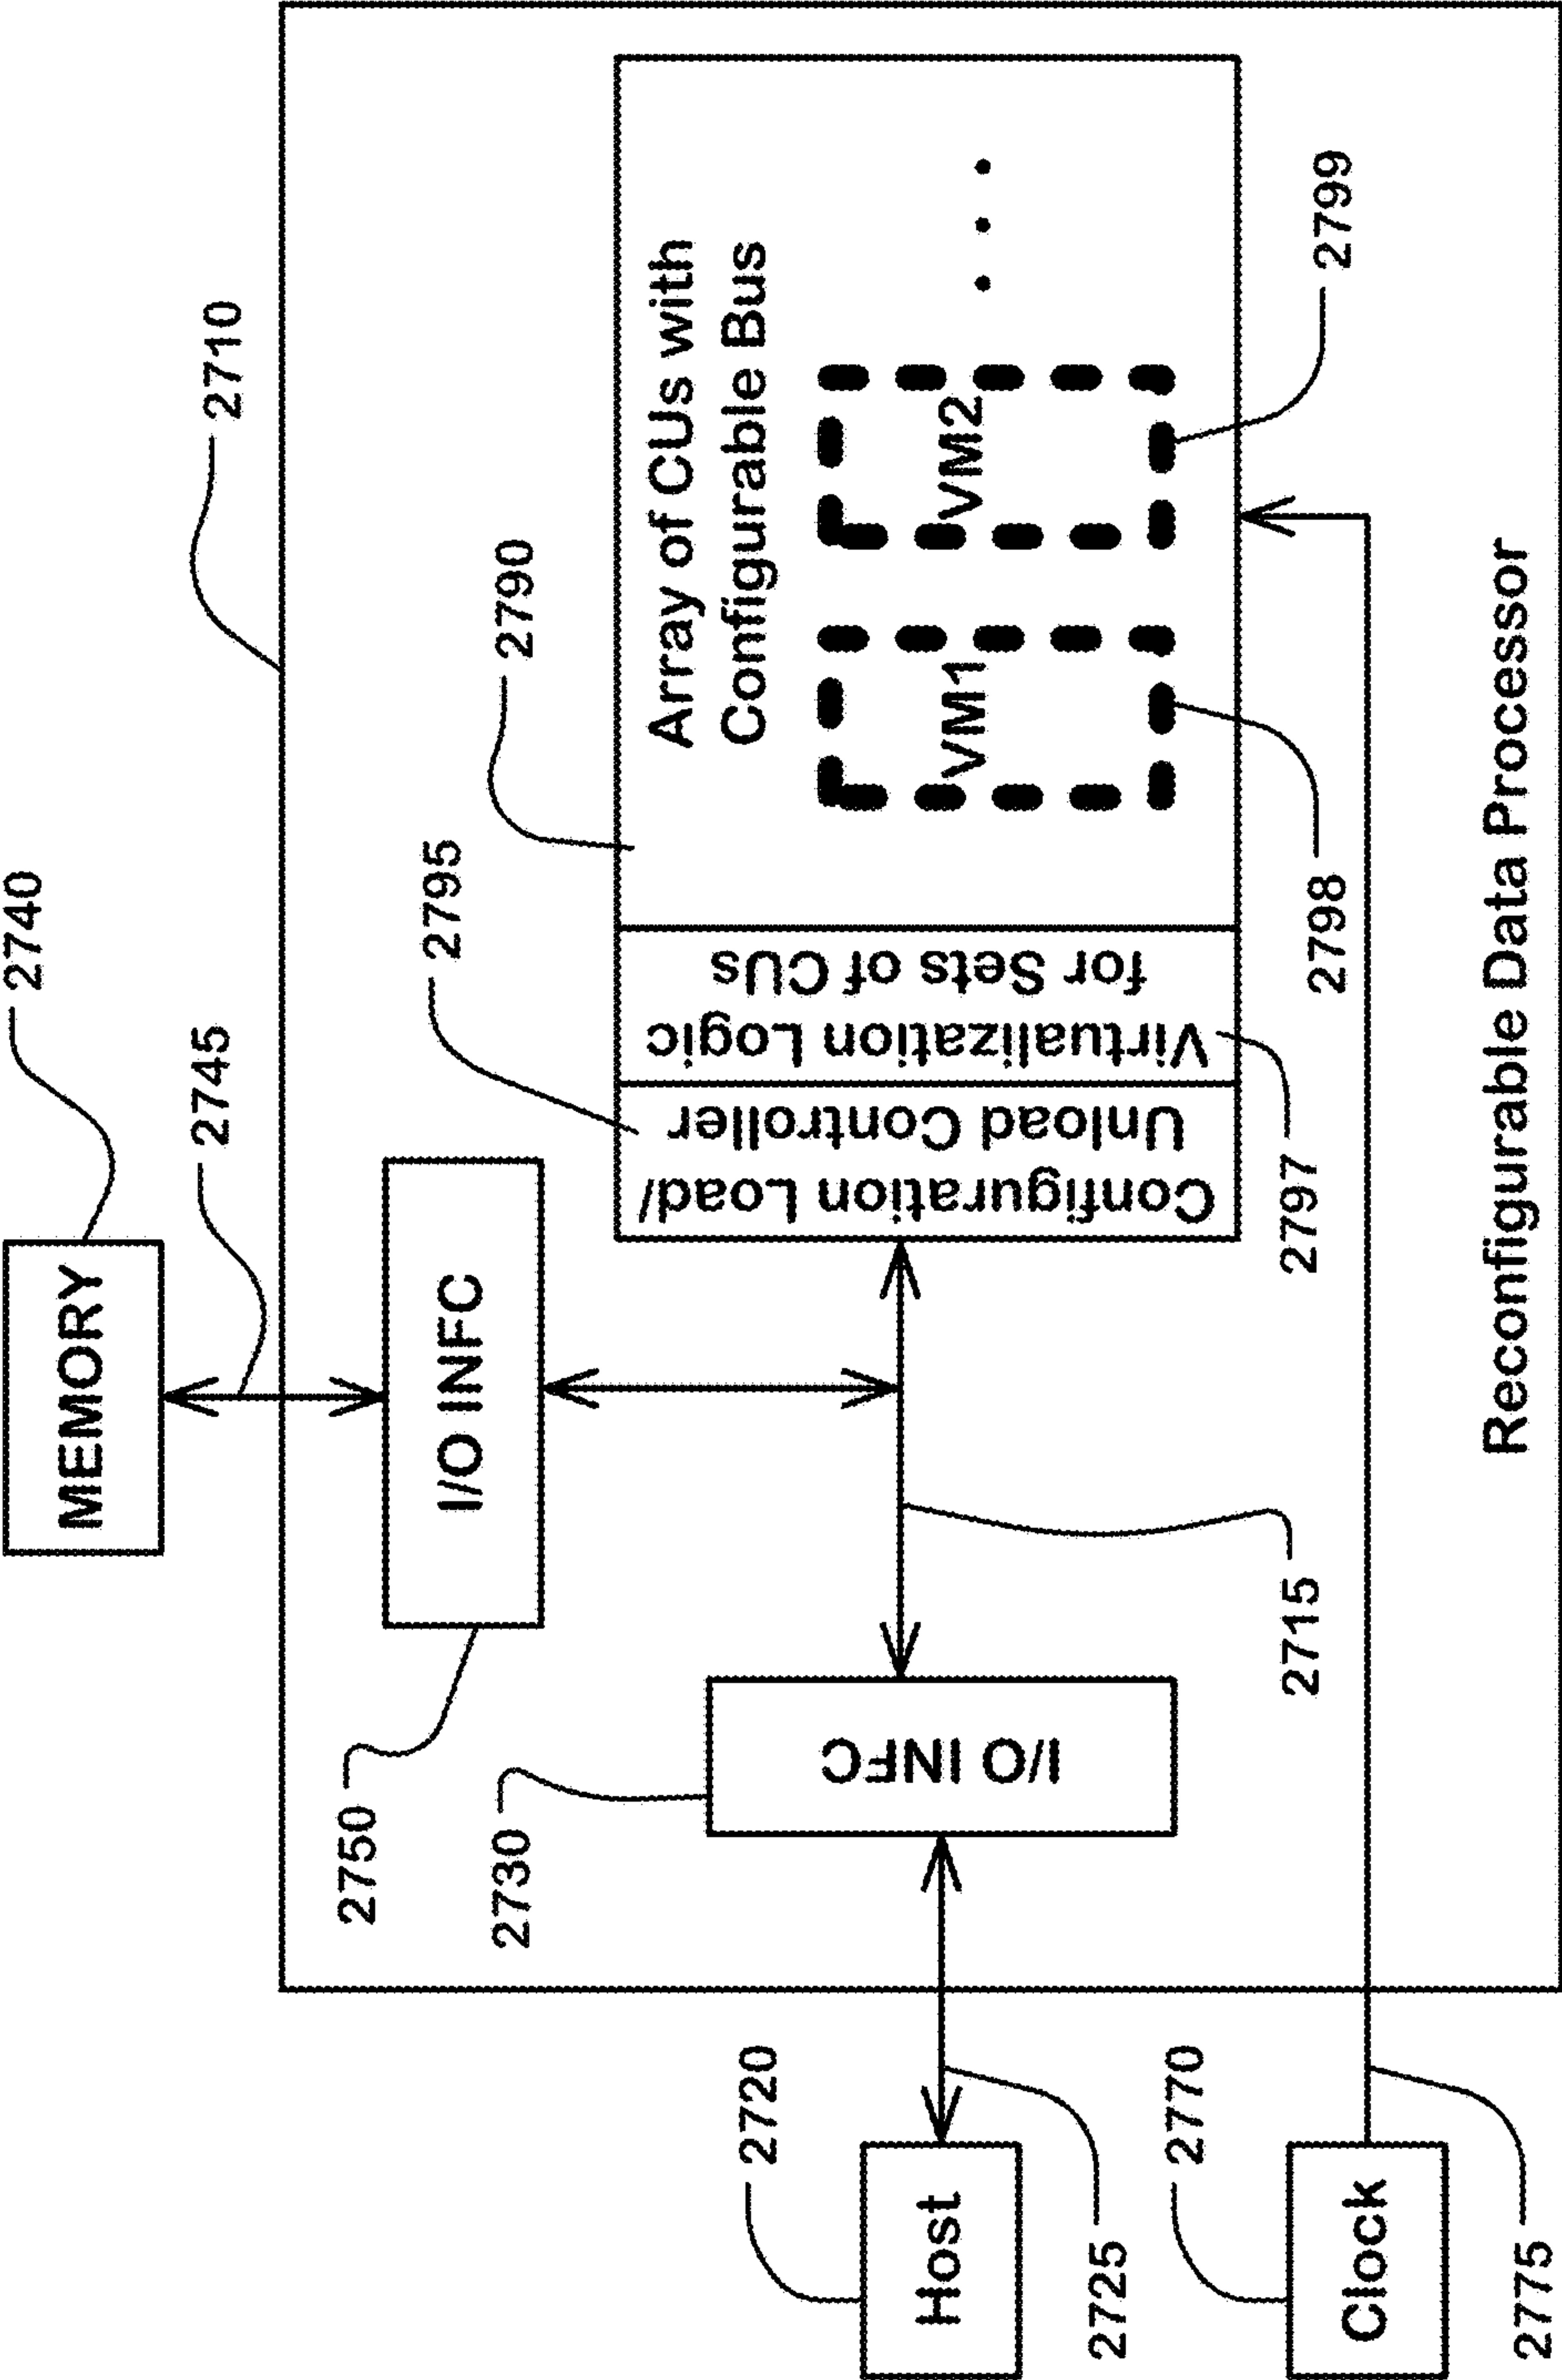 2740
MEMORY
2745
2710
2750
I/O INFC
2795
2790
2730
I/O INFC
Configuration Load/
Unload Controller
Virtualization Logic
for Sets of CUs
Array of CUs with
Configurable Bus
VM1
VM2
. . .
2720
Host
2725
2715
2797
2798
2799
2770
Clock
2775
Reconfigurable Data Processor